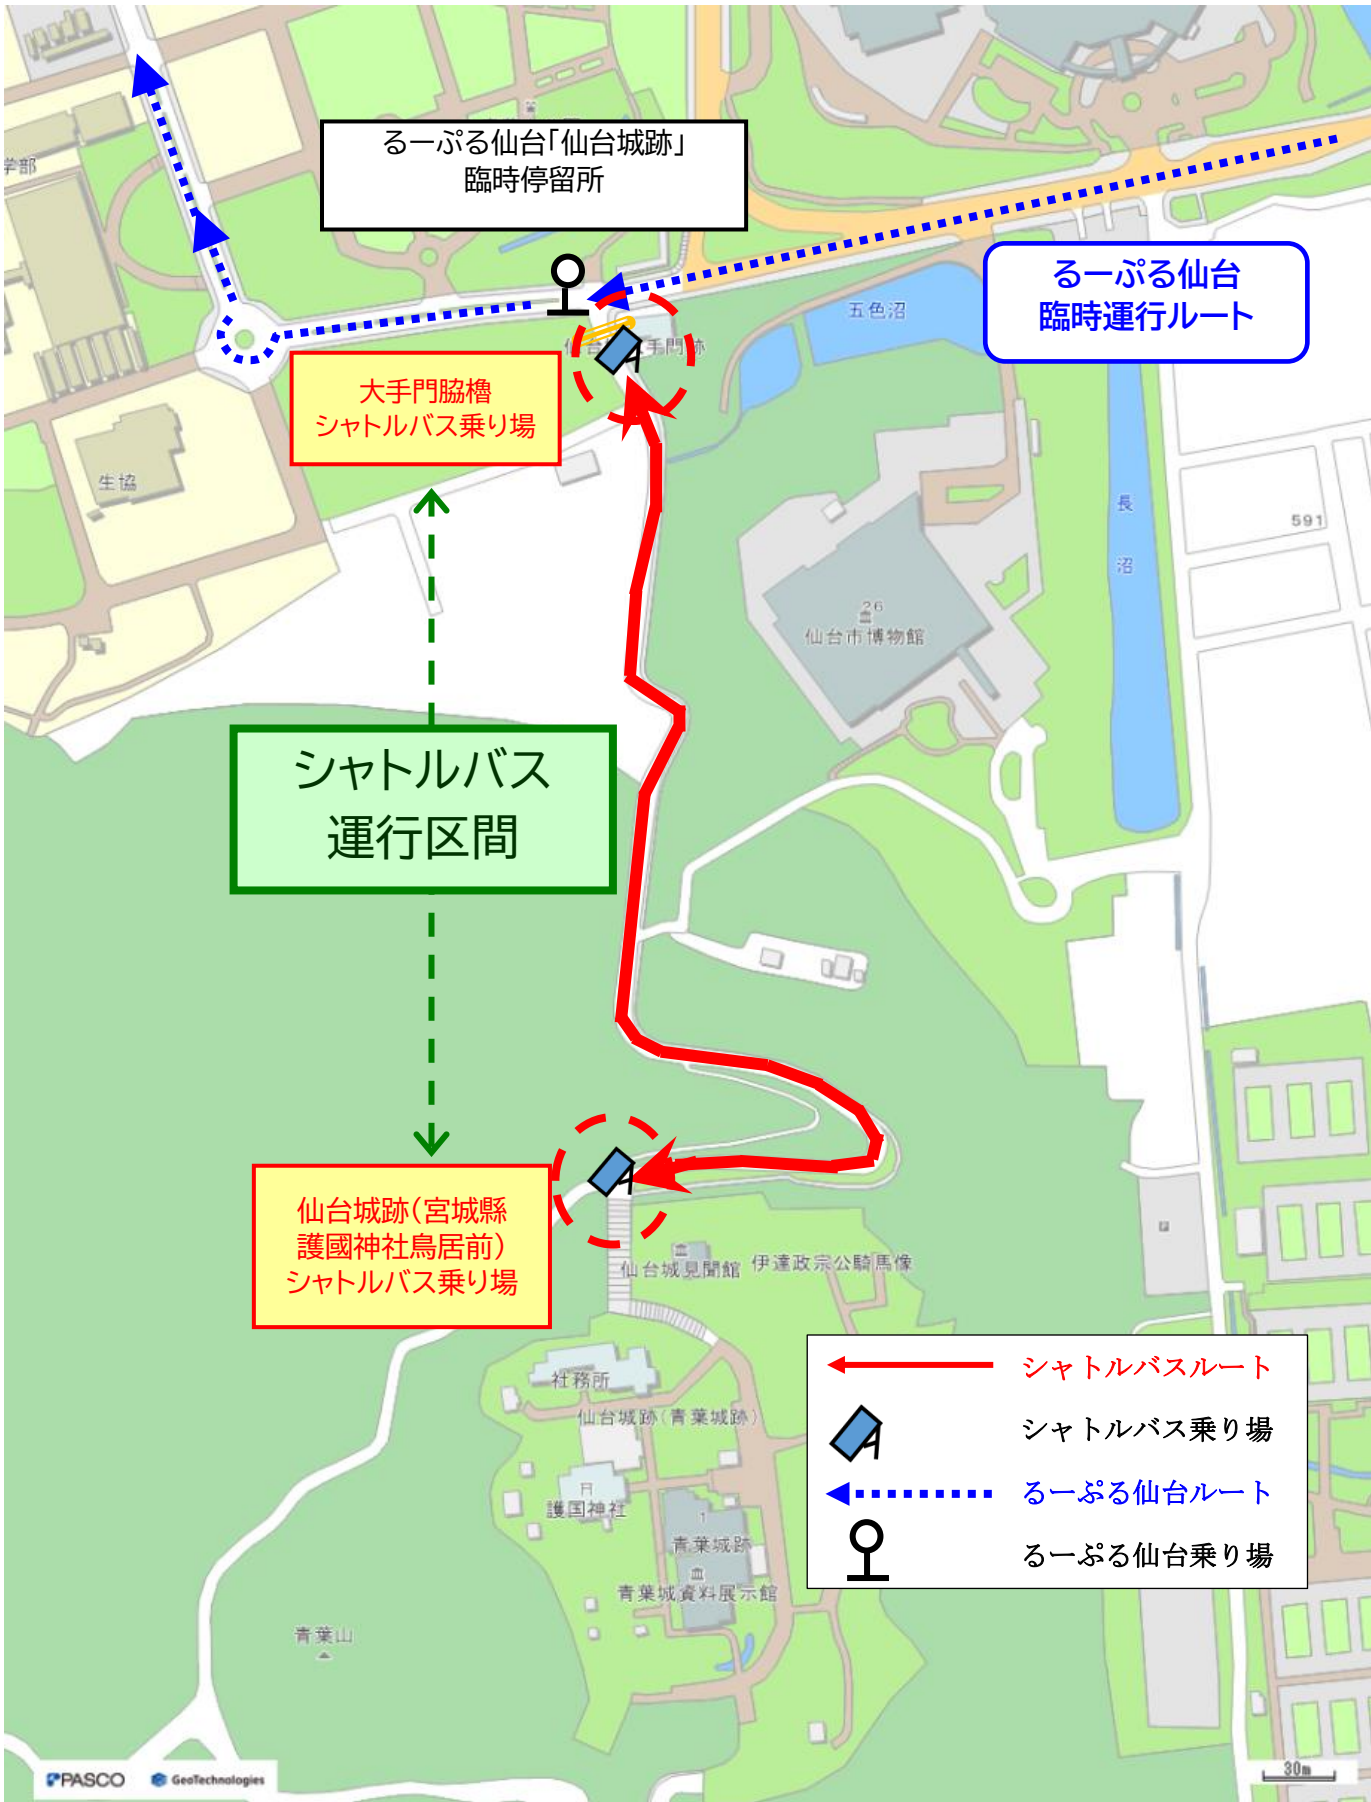 るーぷる仙台「仙台城跡」
臨時停留所
学部
るーぷる仙台
臨時運行ルート
五色沼
大手門脇櫓
シャトルバス乗り場
生協
長
沼
591
26
仙台市博物館
シャトルバス
運行区間
仙台城跡(宮城縣
護國神社鳥居前)
シャトルバス乗り場
仙台城見聞館
伊達政宗公騎馬像
社務所
仙台城跡(青葉城跡)
護国神社
1
青葉城跡
青葉城資料展示館
青葉山
シャトルバスルート
シャトルバス乗り場
るーぷる仙台ルート
るーぷる仙台乗り場
PASCO
GeoTechnologies
30m